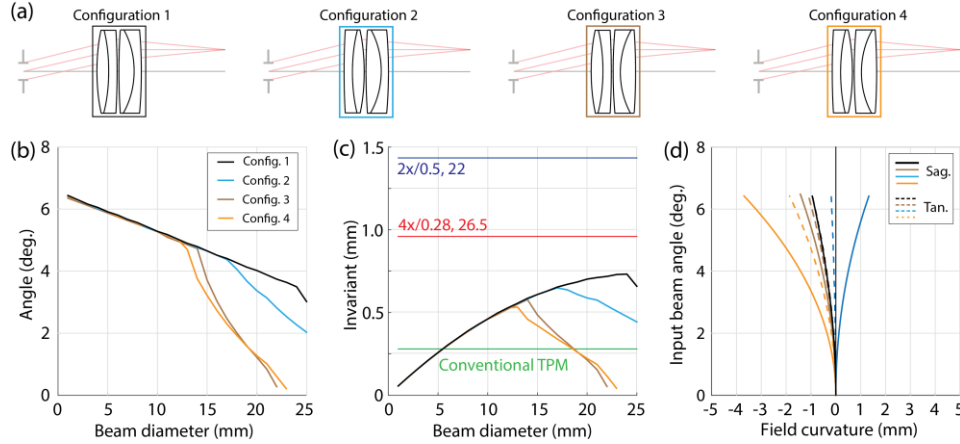 (a)
Configuration 1
Configuration 2
Configuration 3
Configuration 4
(b)
Angle (deg.)
8
6
4
2
0
0 5 10 15 20 25
Beam diameter (mm)
Config. 1
Config. 2
Config. 3
Config. 4
(c)
Invariant (mm)
1.5
1.0
0.5
0
0 5 10 15 20 25
Beam diameter (mm)
2x/0.5, 22
4x/0.28, 26.5
Conventional TPM
(d)
Input beam angle (deg.)
8
6
4
2
0
-5 -4 -3 -2 -1 0 1 2 3 4 5
Field curvature (mm)
Sag.
Tan.